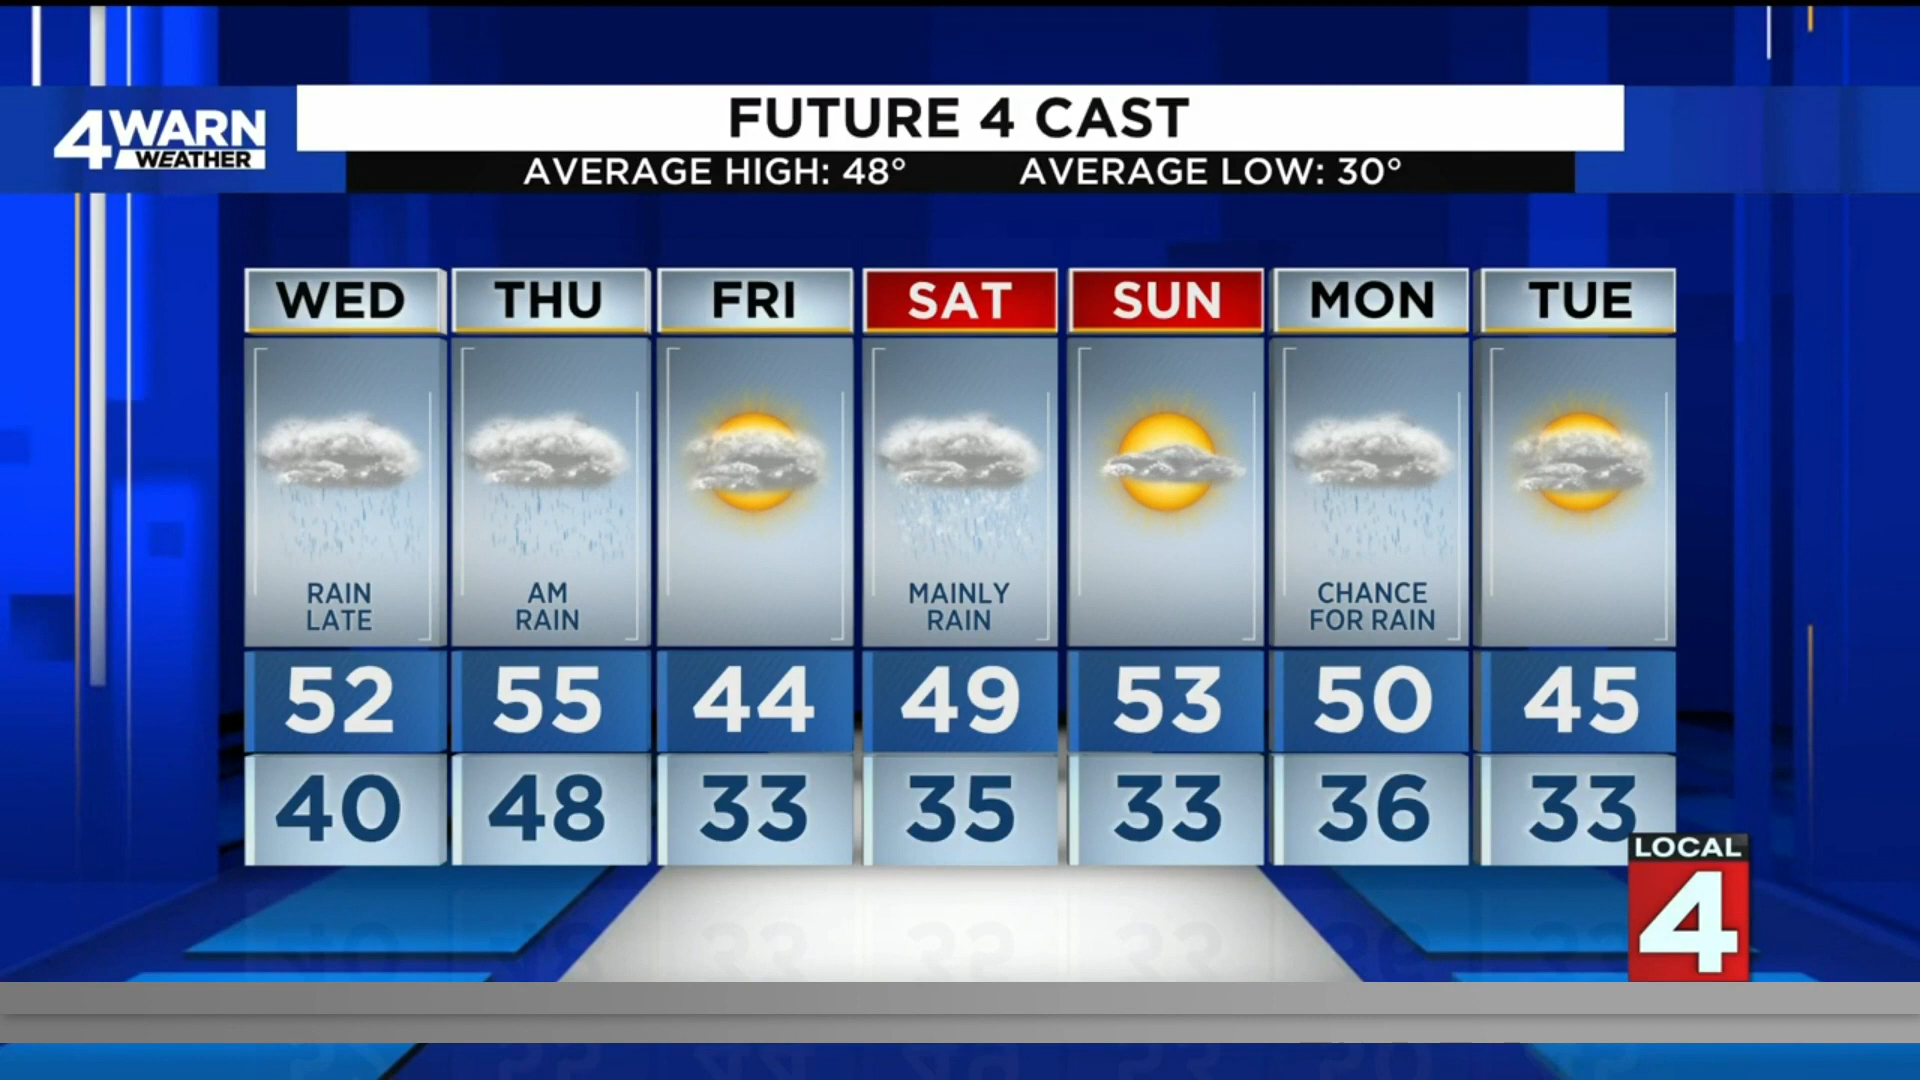 4 WARN
WEATHER
FUTURE 4 CAST
AVERAGE HIGH: 48° AVERAGE LOW: 30°
WED THU FRI SAT SUN MON TUE
RAIN LATE
AM RAIN
MAINLY RAIN
CHANCE FOR RAIN
52 55 44 49 53 50 45
40 48 33 35 33 36 33
LOCAL
4